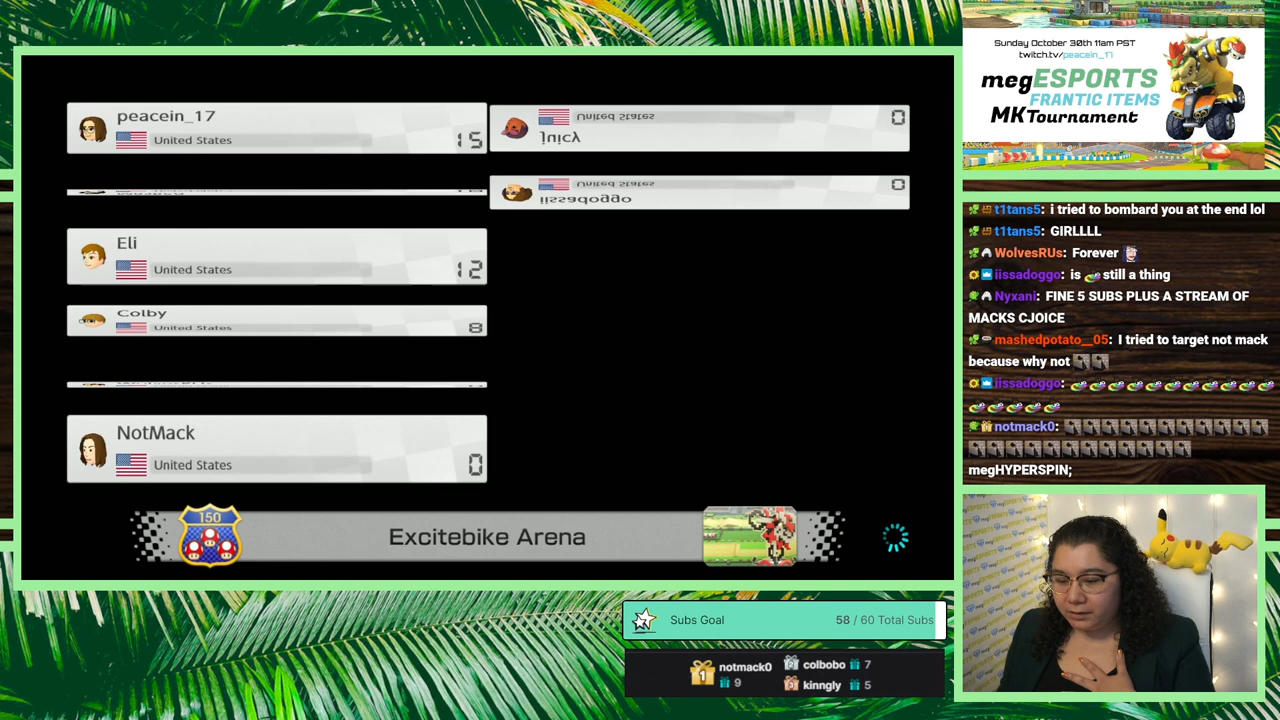 peacein_17
United States
15
Eli
United States
12
Colby
United States
8
NotMack
United States
0
United States
0
Juicy
United States
0
iissadoggo
150
Excitebike Arena
Sunday October 30th 11am PST
twitch.tv/peacein_17
megESPORTS
FRANTIC ITEMS
MK Tournament
t1tans5: i tried to bombard you at the end lol
t1tans5: GIRLLLL
WolvesRUs: Forever
iissadoggo: is still a thing
Nyxani: FINE 5 SUBS PLUS A STREAM OF
MACKS CJOICE
mashedpotato__05: I tried to target not mack
because why not
iissadoggo:
notmack0:
megHYPERSPIN;
Subs Goal 58 / 60 Total Subs
1 notmack0 9
2 colbobo 7
3 kinngly 5